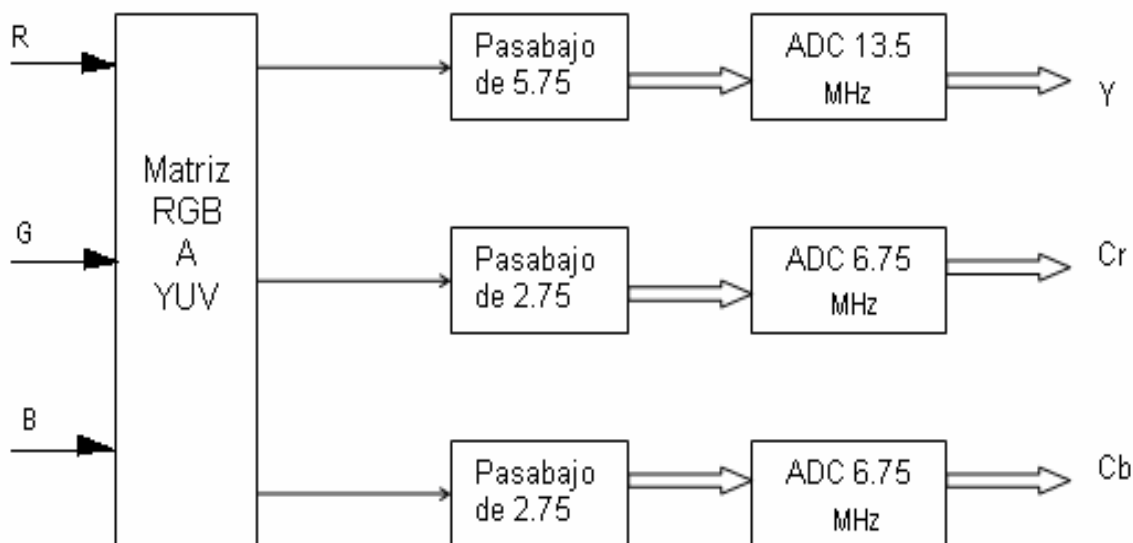 R
G
B
Matriz
RGB
A
YUV
Pasabajo
de 5.75
ADC 13.5
MHz
Y
Pasabajo
de 2.75
ADC 6.75
MHz
Cr
Pasabajo
de 2.75
ADC 6.75
MHz
Cb